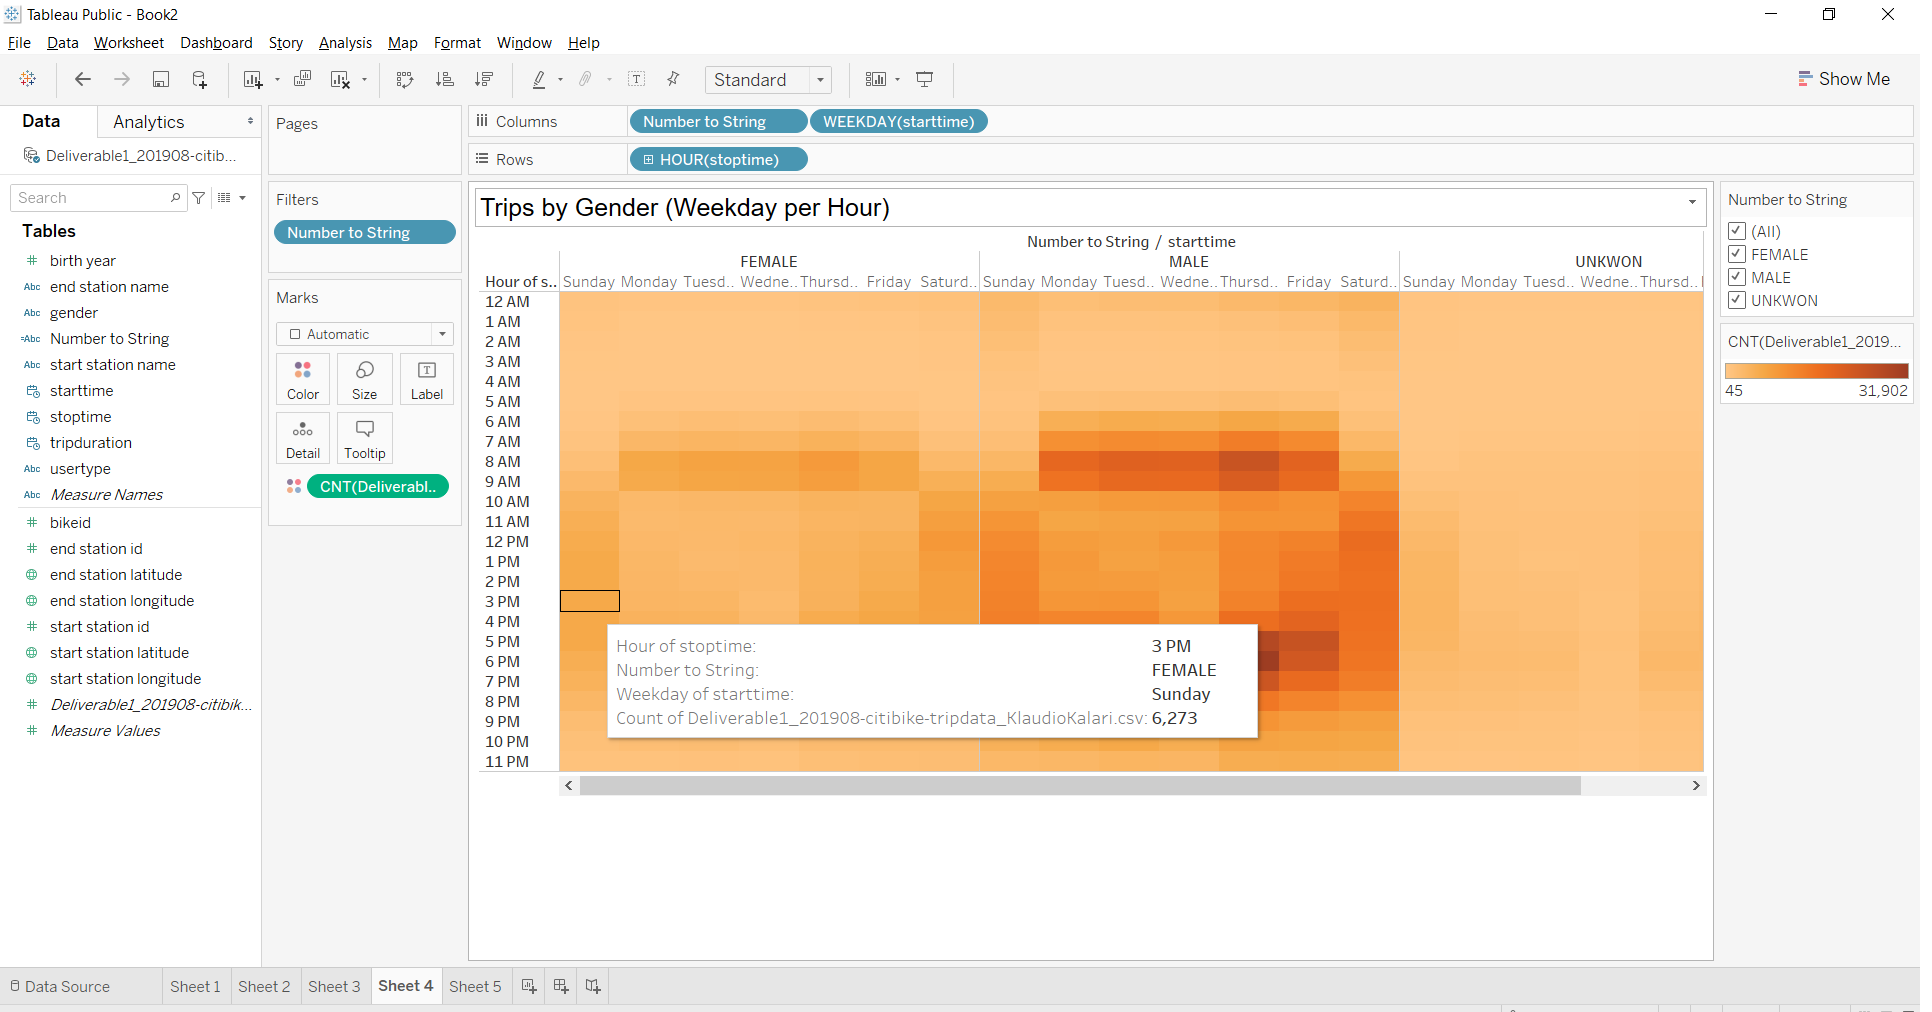 Tableau Public - Book2
File Data Worksheet Dashboard Story Analysis Map Format Window Help
Standard
Show Me
Data Analytics
Deliverable1_201908-citib...
Search
Tables
# birth year
Abc end station name
Abc gender
=Abc Number to String
Abc start station name
starttime
stoptime
tripduration
Abc usertype
Abc Measure Names
# bikeid
# end station id
end station latitude
end station longitude
# start station id
start station latitude
start station longitude
# Deliverable1_201908-citibik...
# Measure Values
Pages
Filters
Number to String
Marks
Automatic
Color Size Label
Detail Tooltip
CNT(Deliverabl..
Columns Number to String WEEKDAY(starttime)
Rows HOUR(stoptime)
Trips by Gender (Weekday per Hour)
Number to String / starttime
FEMALE MALE UNKWON
Hour of s.. Sunday Monday Tuesd.. Wedne.. Thursd.. Friday Saturd.. Sunday Monday Tuesd.. Wedne.. Thursd.. Friday Saturd.. Sunday Monday Tuesd.. Wedne.. Thursd..
12 AM
1 AM
2 AM
3 AM
4 AM
5 AM
6 AM
7 AM
8 AM
9 AM
10 AM
11 AM
12 PM
1 PM
2 PM
3 PM
4 PM
5 PM
6 PM
7 PM
8 PM
9 PM
10 PM
11 PM
Hour of stoptime: 3 PM
Number to String: FEMALE
Weekday of starttime: Sunday
Count of Deliverable1_201908-citibike-tripdata_KlaudioKalari.csv: 6,273
Number to String
(All)
FEMALE
MALE
UNKWON
CNT(Deliverable1_2019...
45 31,902
Data Source Sheet 1 Sheet 2 Sheet 3 Sheet 4 Sheet 5